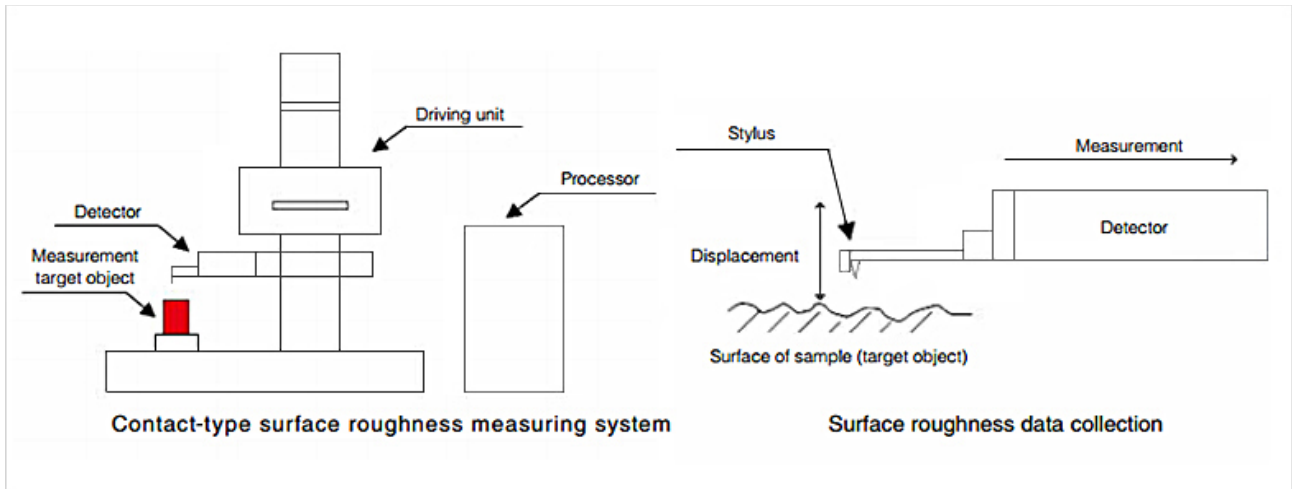 Driving unit
Processor
Detector
Measurement
target object
Contact-type surface roughness measuring system
Stylus
Measurement
Detector
Displacement
Surface of sample (target object)
Surface roughness data collection